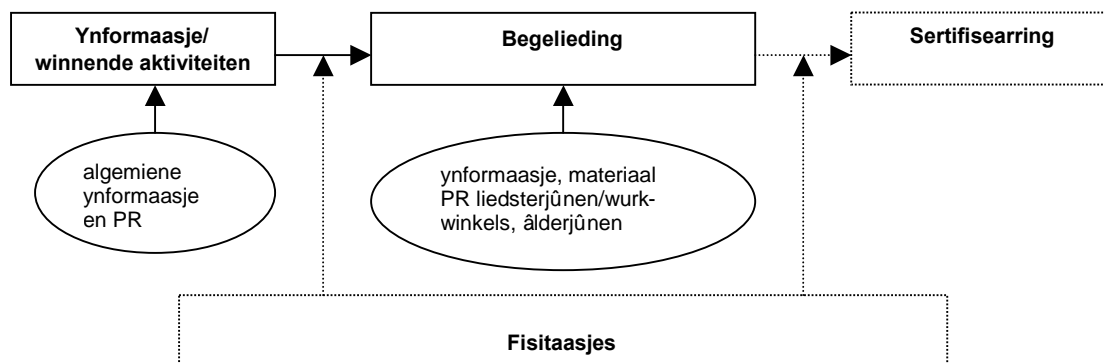 Ynformaasje/
winnende aktiviteiten
Begelieding
Sertifisearring
algemiene
ynformaasje
en PR
ynformaasje, materiaal
PR liedsterjûnen/wurk-
winkels, âlderjûnen
Fisitaasjes